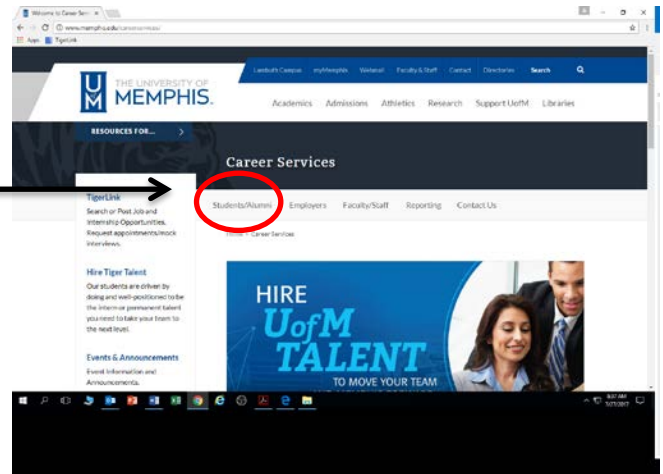 Welcome to Career Serv
www.memphis.edu/careerservices/
Apps TigerLink
Lambuth Campus myMemphis Webmail Faculty & Staff Contact Directories Search
THE UNIVERSITY OF
MEMPHIS.
Academics Admissions Athletics Research Support UofM Libraries
RESOURCES FOR...
Career Services
Students/Alumni Employers Faculty/Staff Reporting Contact Us
Home Career Services
TigerLink
Search or Post Job and
Internship Opportunities.
Request appointments/mock
interviews.
Hire Tiger Talent
Our students are driven by
doing and well-positioned to be
the intern or permanent talent
you need to take your team to
the next level.
Events & Announcements
Event Information and
Announcements.
HIRE
UofM
TALENT
TO MOVE YOUR TEAM
8:07 AM